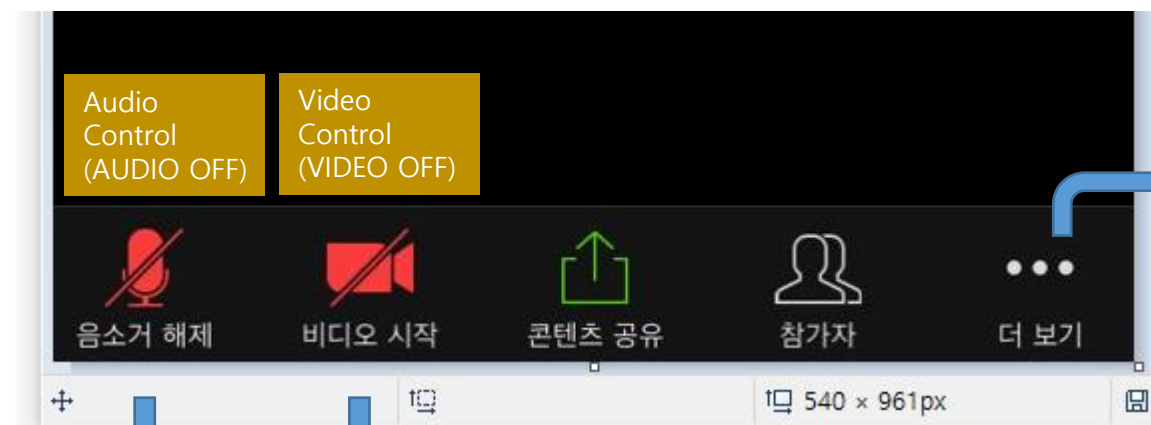 Audio
Control
(AUDIO OFF)
Video
Control
(VIDEO OFF)
음소거 해제
비디오 시작
콘텐츠 공유
참가자
더 보기
540 × 961px